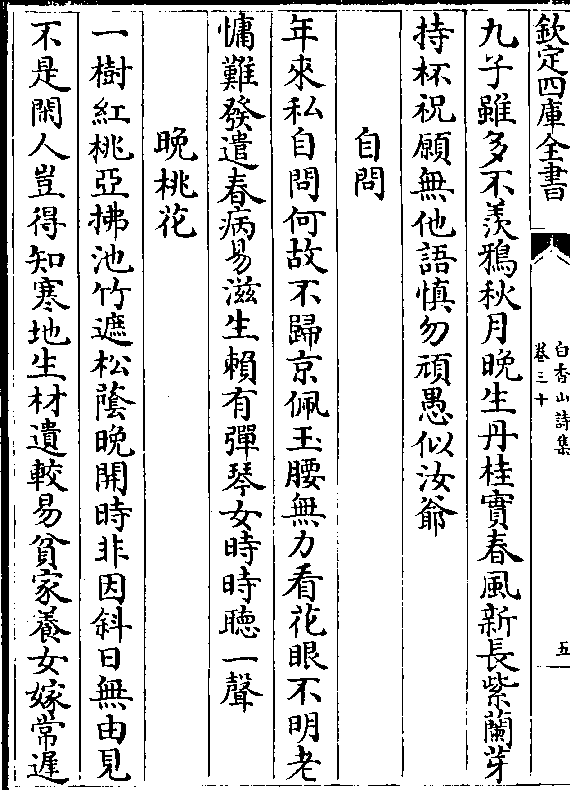 欽定四庫全書
白香山詩集
卷三十
五
九子雖多不羨鴉秋月晚生丹桂實春風新長紫蘭芽
持杯祝願無他語慎勿頑愚似汝爺
自問
年來私自問何故不歸京佩玉腰無力看花眼不明老
慵難發遣春病易滋生賴有彈琴女時時聽一聲
晚桃花
一樹紅桃亞拂池竹遮松蔭晚開時非因斜日無由見
不是閑人豈得知寒地生材遺較易貧家養女嫁常遲